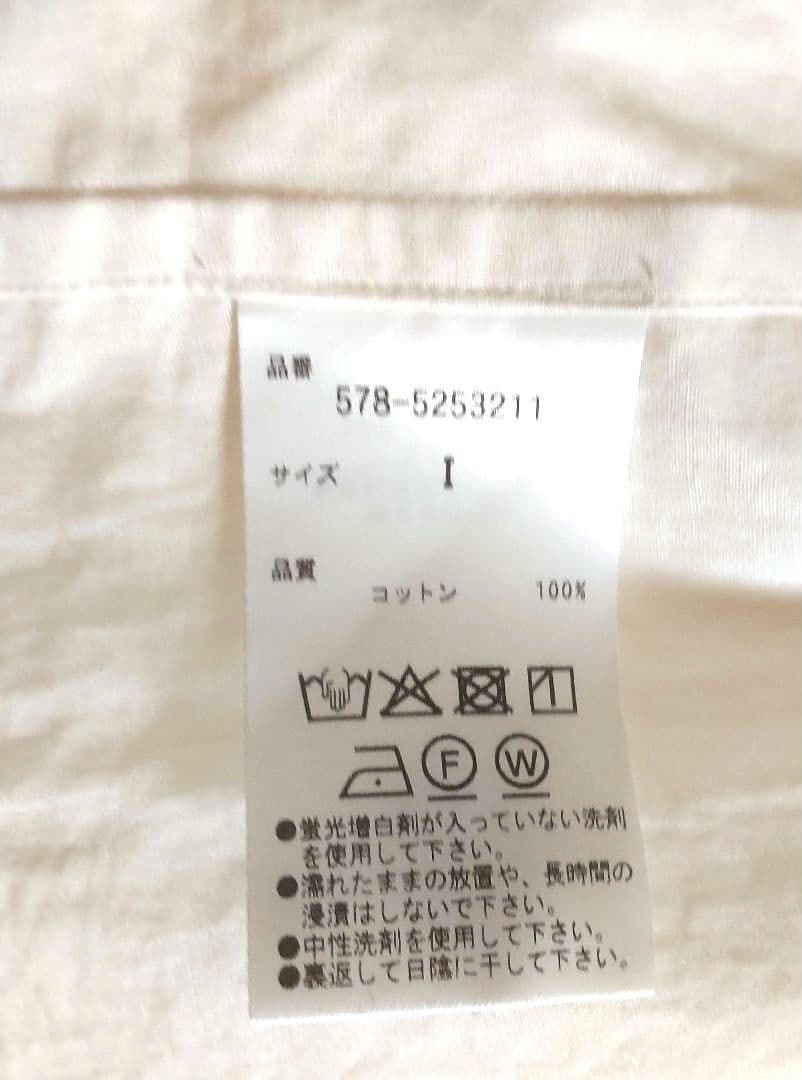 品番
578-5253211
サイズ I
品質
コットン 100%
F W
●蛍光増白剤が入っていない洗剤
を使用して下さい。
●濡れたままの放置や、長時間の
浸漬はしないで下さい。
●中性洗剤を使用して下さい。
●裏返して日陰に干して下さい。